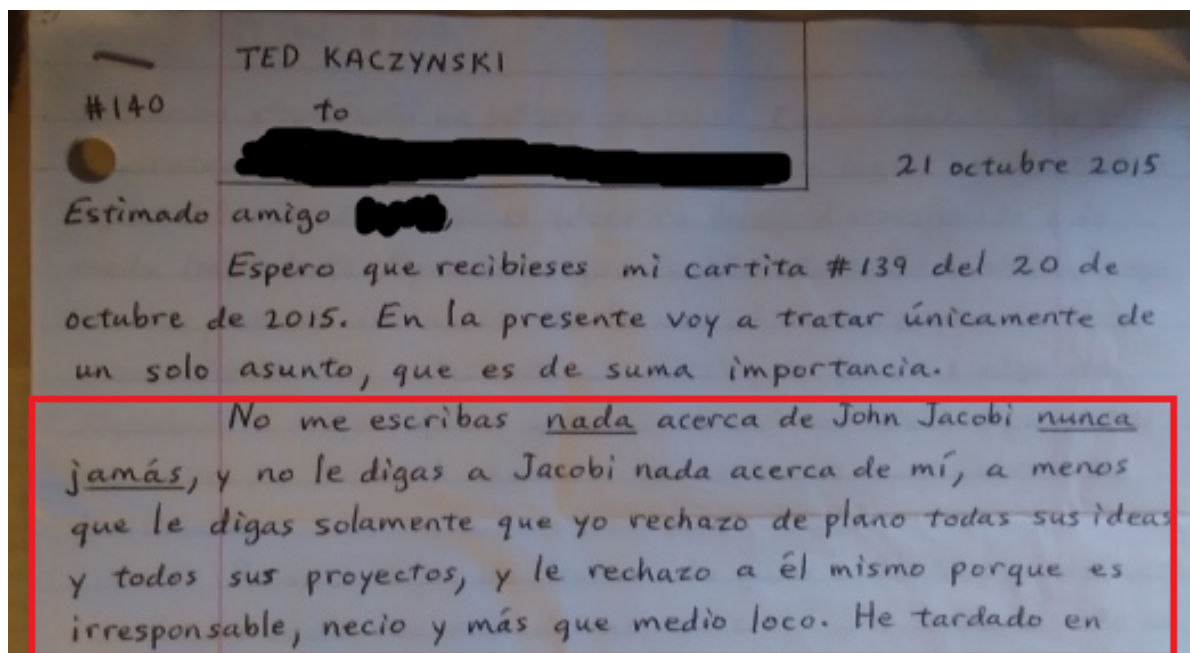 TED KACZYNSKI
#140 to
21 octubre 2015
Estimado amigo
Espero que recibieses mi cartita #139 del 20 de
octubre de 2015. En la presente voy a tratar únicamente de
un solo asunto, que es de suma importancia.
No me escribas nada acerca de John Jacobi nunca
jamás, y no le digas a Jacobi nada acerca de mí, a menos
que le digas solamente que yo rechazo de plano todas sus ideas
y todos sus proyectos, y le rechazo a él mismo porque es
irresponsable, necio y más que medio loco. He tardado en